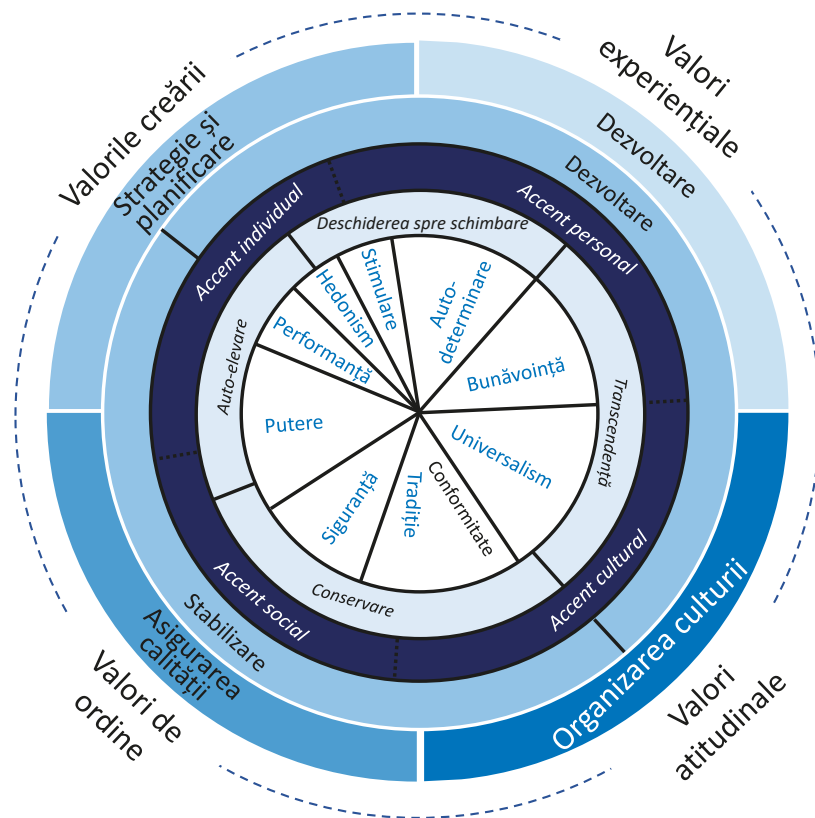 Valorile creării
Valori
experiențiale
Strategie și
planificare
Dezvoltare
Dezvoltare
Accent individual
Accent personal
Deschiderea spre schimbare
Auto-elevare
Transcendență
Stimulare
Hedonism
Performanță
Auto-
determinare
Bunăvoință
Putere
Universalism
Siguranță
Tradiție
Conformitate
Conservare
Accent social
Accent cultural
Stabilizare
Asigurarea
calității
Organizarea culturii
Valori de
ordine
Valori
atitudinale